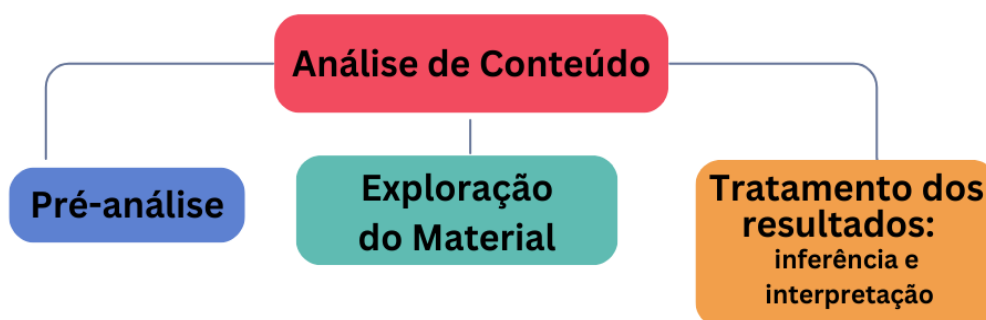 Análise de Conteúdo
Pré-análise
Exploração
do Material
Tratamento dos
resultados:
inferência e
interpretação